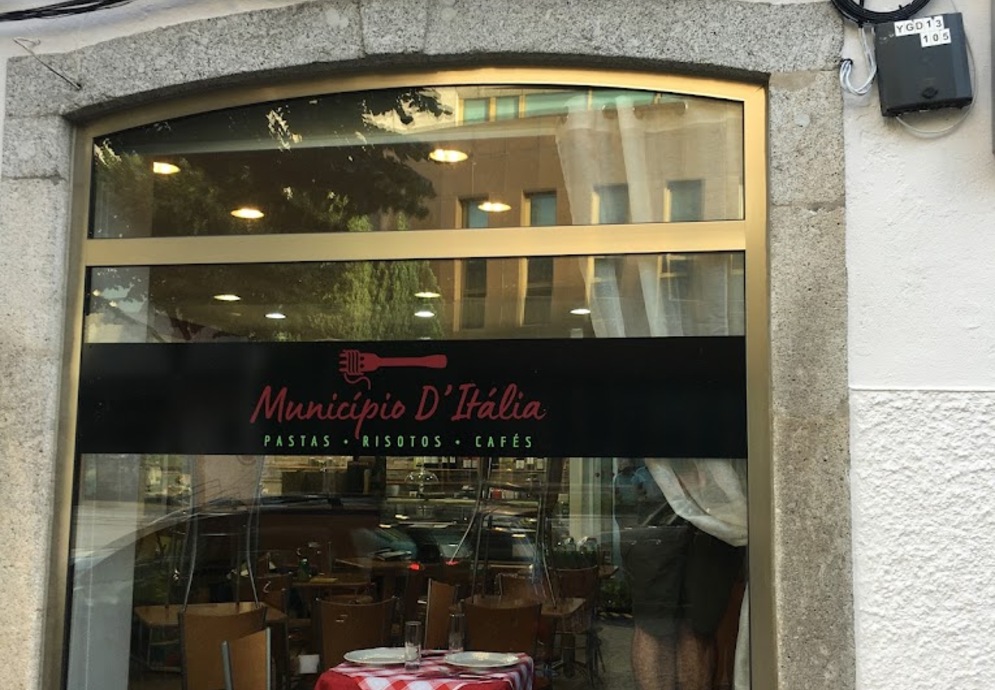 YGD13
105
Município D'Itália
PASTAS • RISOTOS • CAFÉS